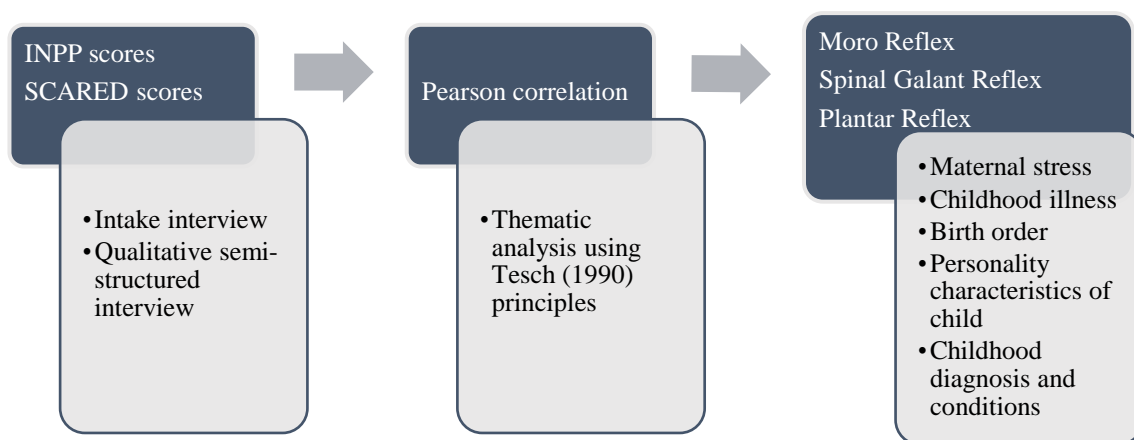 INPP scores
SCARED scores
•Intake interview
•Qualitative semi-
structured
interview
Pearson correlation
•Thematic
analysis using
Tesch (1990)
principles
Moro Reflex
Spinal Galant Reflex
Plantar Reflex
•Maternal stress
•Childhood illness
•Birth order
•Personality
characteristics of
child
•Childhood
diagnosis and
conditions